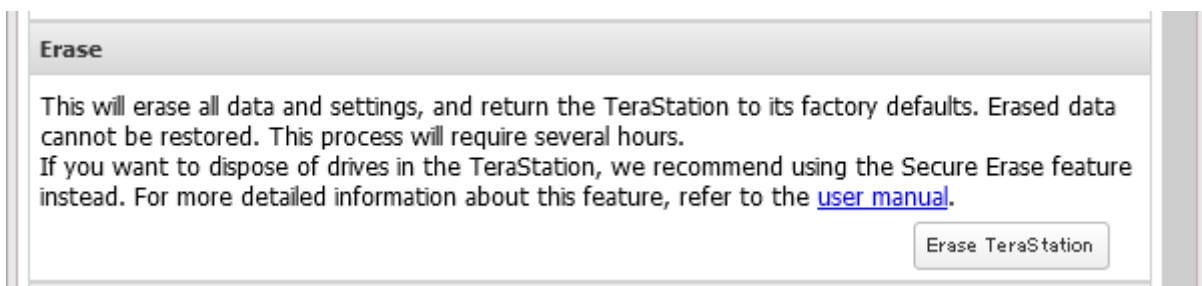 Erase
This will erase all data and settings, and return the TeraStation to its factory defaults. Erased data
cannot be restored. This process will require several hours.
If you want to dispose of drives in the TeraStation, we recommend using the Secure Erase feature
instead. For more detailed information about this feature, refer to the user manual.
Erase TeraStation